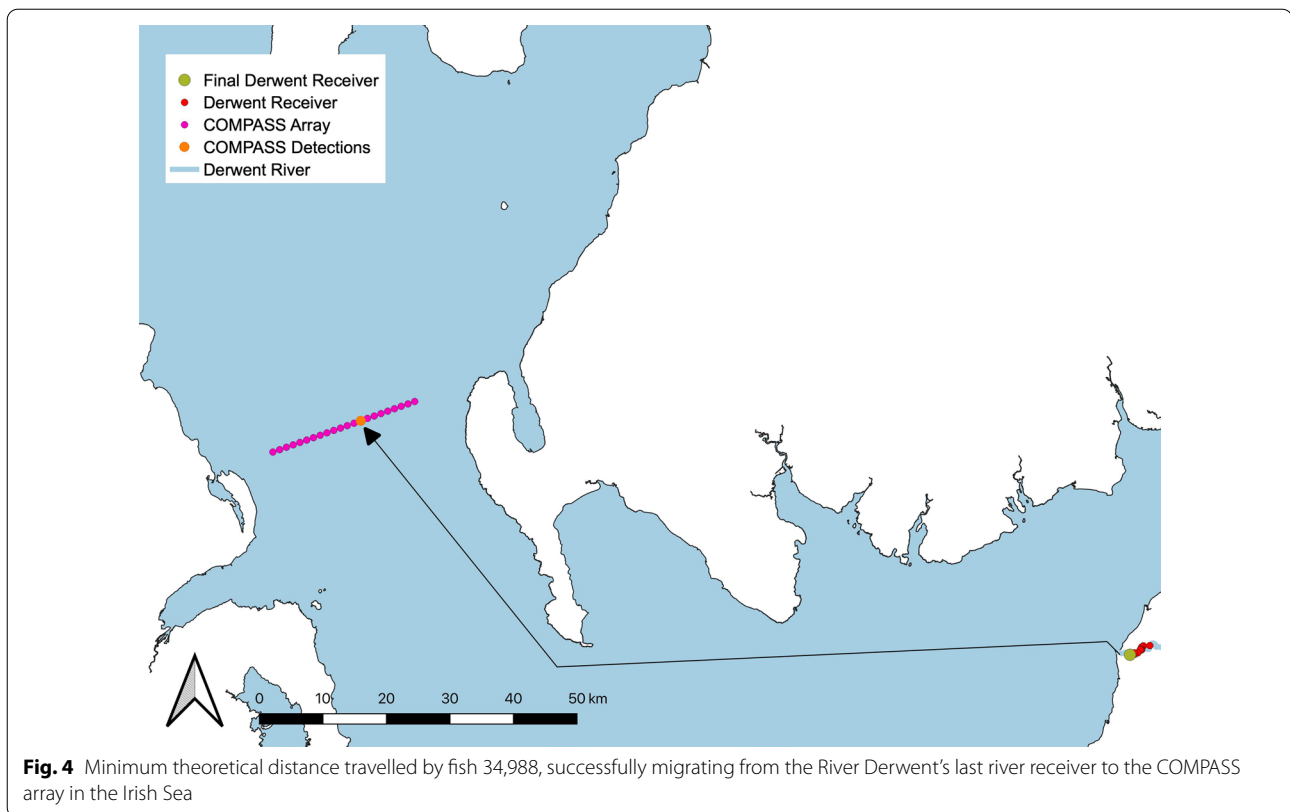 Final Derwent Receiver
Derwent Receiver
COMPASS Array
COMPASS Detections
Derwent River
0 10 20 30 40 50 km
Fig. 4 Minimum theoretical distance travelled by fish 34,988, successfully migrating from the River Derwent’s last river receiver to the COMPASS
array in the Irish Sea